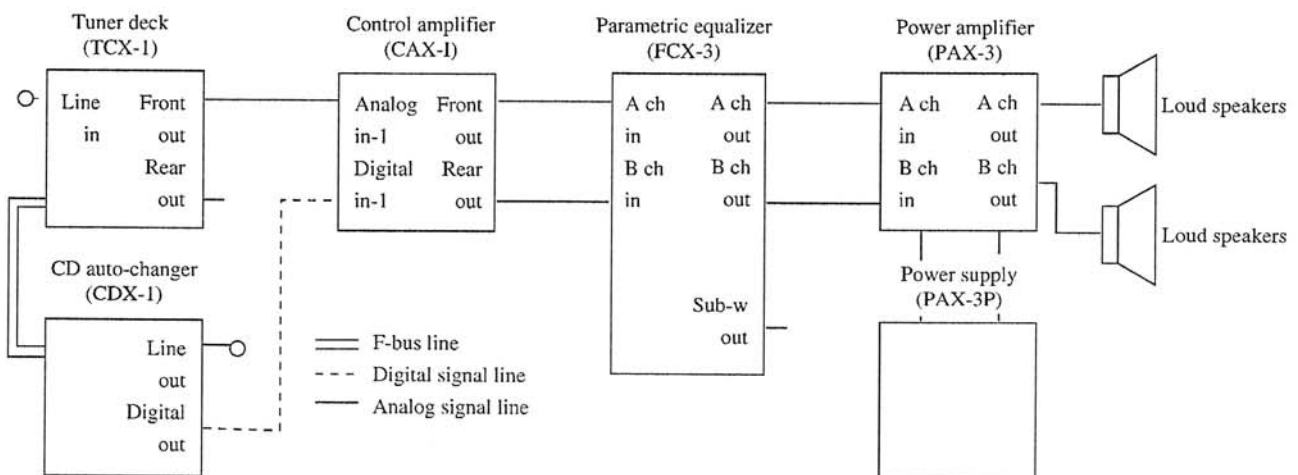 Tuner deck
(TCX-1)
Line Front
in out
Rear
out
CD auto-changer
(CDX-1)
Line
out
Digital
out
Control amplifier
(CAX-I)
Analog Front
in-1 out
Digital Rear
in-1 out
F-bus line
Digital signal line
Analog signal line
Parametric equalizer
(FCX-3)
A ch A ch
in out
B ch B ch
in out
Sub-w
out
Power amplifier
(PAX-3)
A ch A ch
in out
B ch B ch
in out
Power supply
(PAX-3P)
Loud speakers
Loud speakers